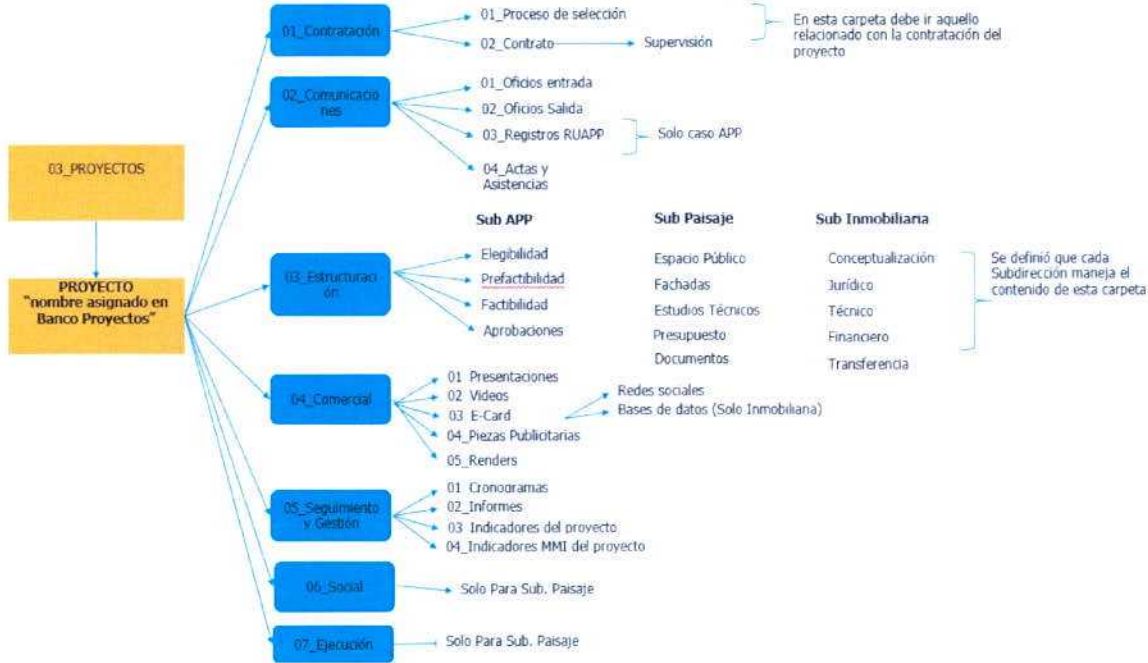 03_PROYECTOS
PROYECTO
“nombre asignado en
Banco Proyectos”
01_Contratación
01_Proceso de selección
02_Contrato
Supervisión
En esta carpeta debe ir aquello
relacionado con la contratación del
proyecto
02_Comunicacio
nes
01_Oficios entrada
02_Oficios Salida
03_Registros RUAPP
Solo caso APP
04_Actas y
Asistencias
03_Estructuraci
ón
Sub APP
Elegibilidad
Prefactibilidad
Factibilidad
Aprobaciones
Sub Paisaje
Espacio Público
Fachadas
Estudios Técnicos
Presupuesto
Documentos
Sub Inmobiliaria
Conceptualización
Jurídico
Técnico
Financiero
Transferencia
Se definió que cada
Subdirección maneja el
contenido de esta carpeta
04_Comercial
01 Presentaciones
02 Videos
03 E-Card
04_Piezas Publicitarias
05_Renders
Redes sociales
Bases de datos (Solo Inmobiliana)
05_Seguimiento
y Gestión
01 Cronogramas
02_Informes
03 Indicadores del proyecto
04_Indicadores MMI del proyecto
06_Social
Solo Para Sub. Paisaje
07_Ejecución
Solo Para Sub. Paisaje